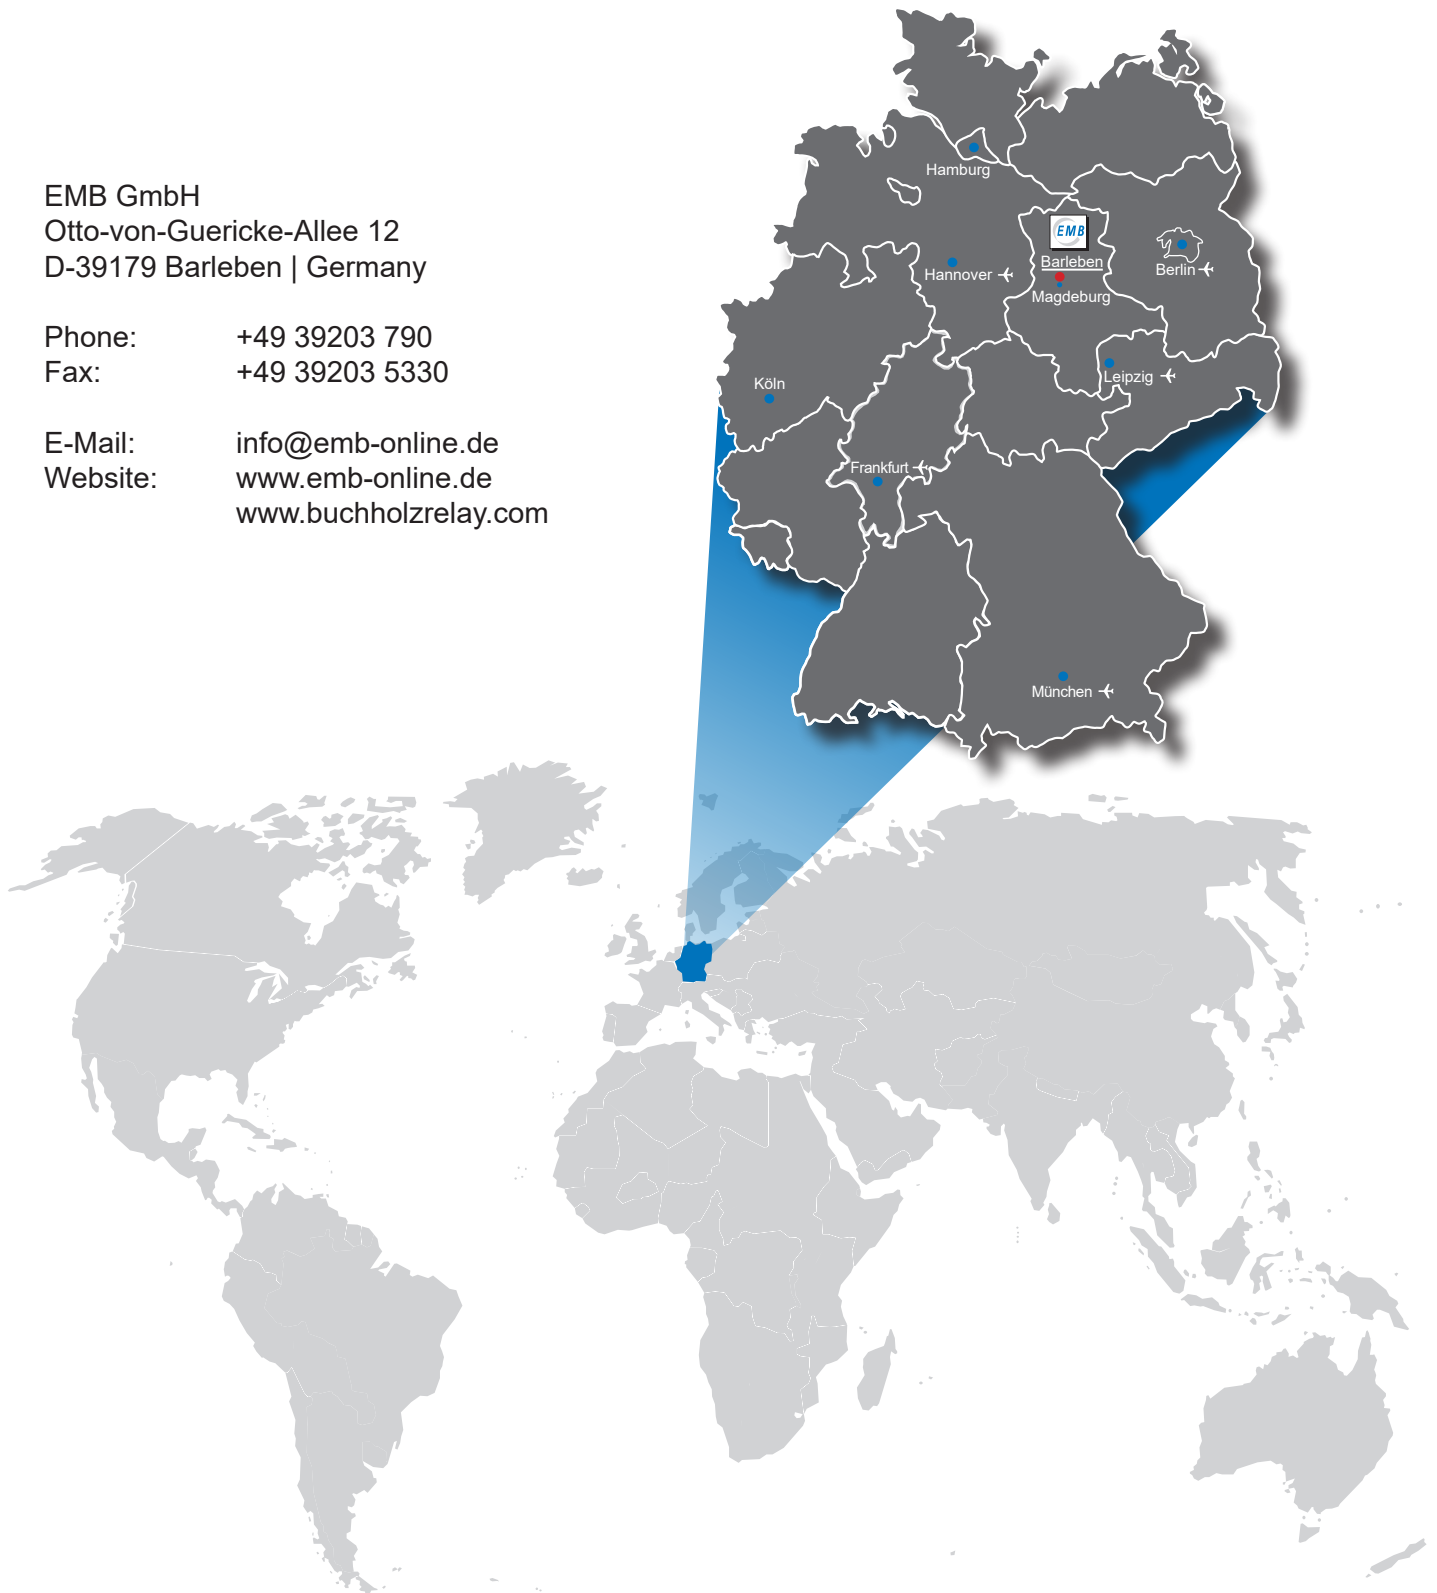 EMB GmbH
Otto-von-Guericke-Allee 12
D-39179 Barleben | Germany
Phone: +49 39203 790
Fax: +49 39203 5330
E-Mail: info@emb-online.de
Website: www.emb-online.de
www.buchholzrelay.com
Hamburg
EMB
Barleben
Magdeburg
Hannover
Berlin
Leipzig
Köln
Frankfurt
München